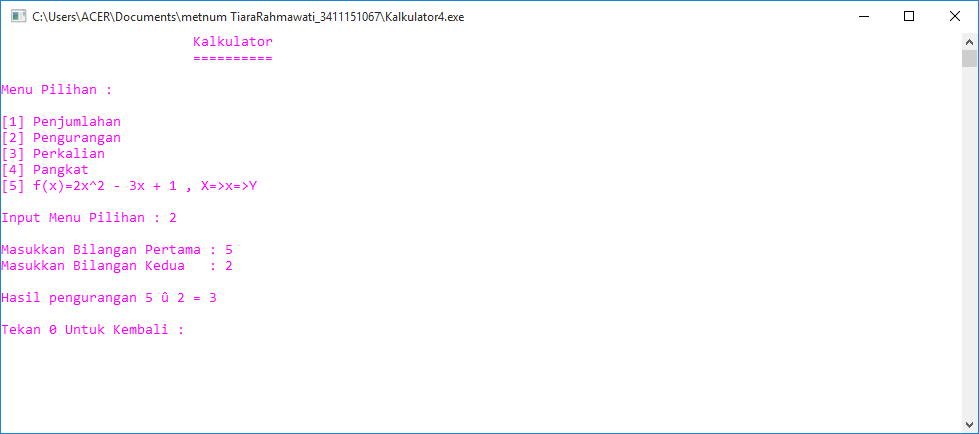 C:\Users\ACER\Documents\metnum TiaraRahmawati_3411151067\Kalkulator4.exe
Kalkulator
==========
Menu Pilihan :
[1] Penjumlahan
[2] Pengurangan
[3] Perkalian
[4] Pangkat
[5] f(x)=2x^2 - 3x + 1 , X=>x=>Y
Input Menu Pilihan : 2
Masukkan Bilangan Pertama : 5
Masukkan Bilangan Kedua   : 2
Hasil pengurangan 5 û 2 = 3
Tekan 0 Untuk Kembali :